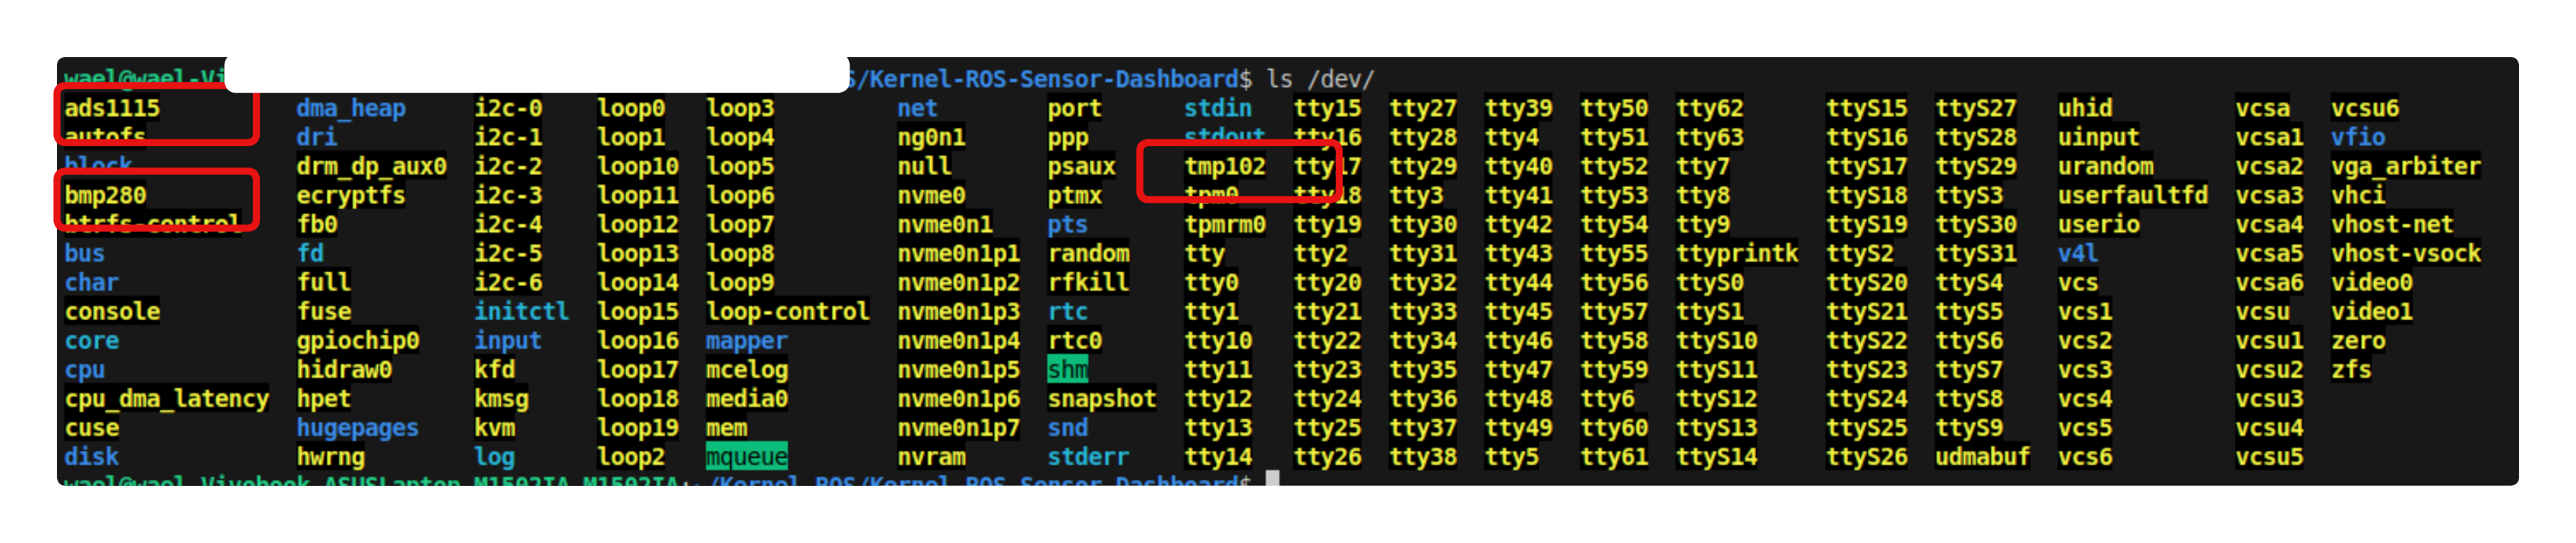 wael@wael-Vi S/Kernel-ROS-Sensor-Dashboard$ ls /dev/
ads1115 dma_heap i2c-0 loop0 loop3 net port stdin tty15 tty27 tty39 tty50 tty62 ttyS15 ttyS27 uhid vcsa vcsu6
autofs dri i2c-1 loop1 loop4 ng0n1 ppp stdout tty16 tty28 tty4 tty51 tty63 ttyS16 ttyS28 uinput vcsa1 vfio
block drm_dp_aux0 i2c-2 loop10 loop5 null psaux tmp102 tty17 tty29 tty40 tty52 tty7 ttyS17 ttyS29 urandom vcsa2 vga_arbiter
bmp280 ecryptfs i2c-3 loop11 loop6 nvme0 ptmx tpm0 tty18 tty3 tty41 tty53 tty8 ttyS18 ttyS3 userfaultfd vcsa3 vhci
btrfs-control fb0 i2c-4 loop12 loop7 nvme0n1 pts tpmrm0 tty19 tty30 tty42 tty54 tty9 ttyS19 ttyS30 userio vcsa4 vhost-net
bus fd i2c-5 loop13 loop8 nvme0n1p1 random tty tty2 tty31 tty43 tty55 ttyprintk ttyS2 ttyS31 v4l vcsa5 vhost-vsock
char full i2c-6 loop14 loop9 nvme0n1p2 rfkill tty0 tty20 tty32 tty44 tty56 ttyS0 ttyS20 ttyS4 vcs vcsa6 video0
console fuse initctl loop15 loop-control nvme0n1p3 rtc tty1 tty21 tty33 tty45 tty57 ttyS1 ttyS21 ttyS5 vcs1 vcsu video1
core gpiochip0 input loop16 mapper nvme0n1p4 rtc0 tty10 tty22 tty34 tty46 tty58 ttyS10 ttyS22 ttyS6 vcs2 vcsu1 zero
cpu hidraw0 kfd loop17 mcelog nvme0n1p5 shm tty11 tty23 tty35 tty47 tty59 ttyS11 ttyS23 ttyS7 vcs3 vcsu2 zfs
cpu_dma_latency hpet kmsg loop18 media0 nvme0n1p6 snapshot tty12 tty24 tty36 tty48 tty6 ttyS12 ttyS24 ttyS8 vcs4 vcsu3
cuse hugepages kvm loop19 mem nvme0n1p7 snd tty13 tty25 tty37 tty49 tty60 ttyS13 ttyS25 ttyS9 vcs5 vcsu4
disk hwrng log loop2 mqueue nvram stderr tty14 tty26 tty38 tty5 tty61 ttyS14 ttyS26 udmabuf vcs6 vcsu5
wael@wael-Vivobook-ASUSLaptop-M1502IA-M1502IA:~/Kernel-ROS/Kernel-ROS-Sensor-Dashboard$